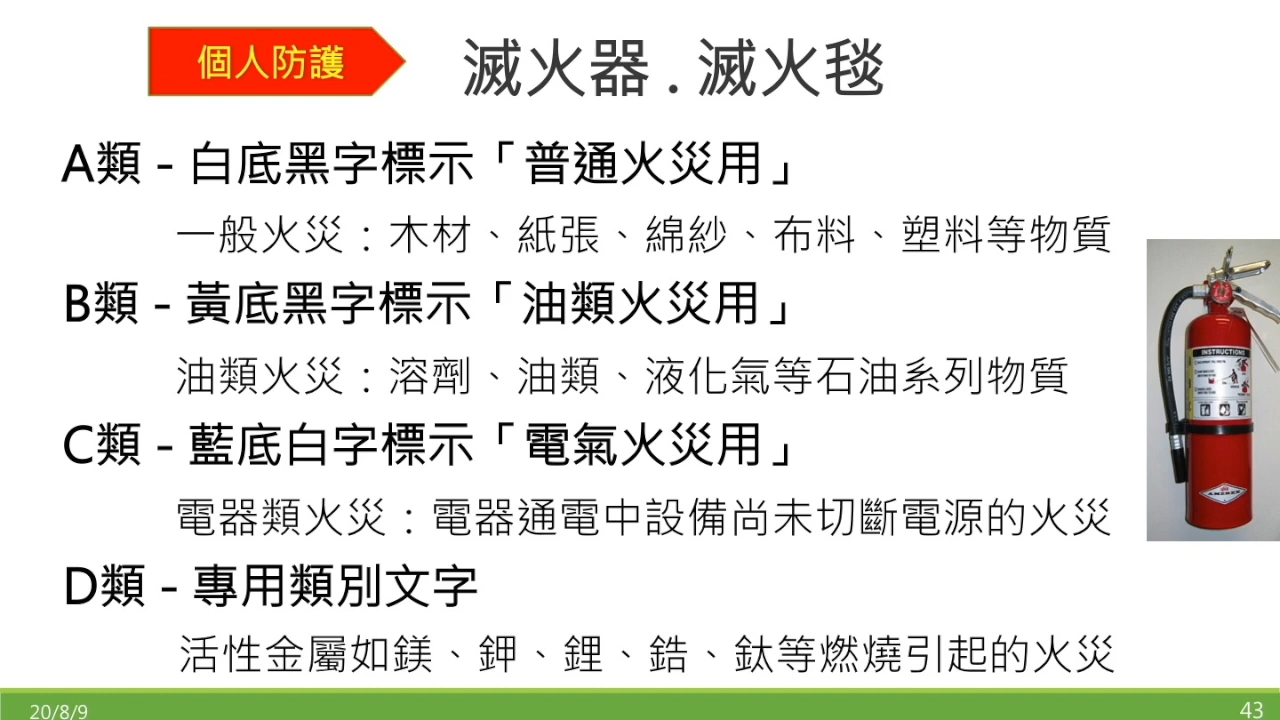 個人防護
滅火器 . 滅火毯
A類 - 白底黑字標示「普通火災用」
一般火災：木材、紙張、綿紗、布料、塑料等物質
B類 - 黃底黑字標示「油類火災用」
油類火災：溶劑、油類、液化氣等石油系列物質
INSTRUCTIONS
C類 - 藍底白字標示「電氣火災用」
電器類火災：電器通電中設備尚未切斷電源的火災
AMEREX
D類 - 專用類別文字
活性金屬如鎂、鉀、鋰、鋯、鈦等燃燒引起的火災
20/8/9
43